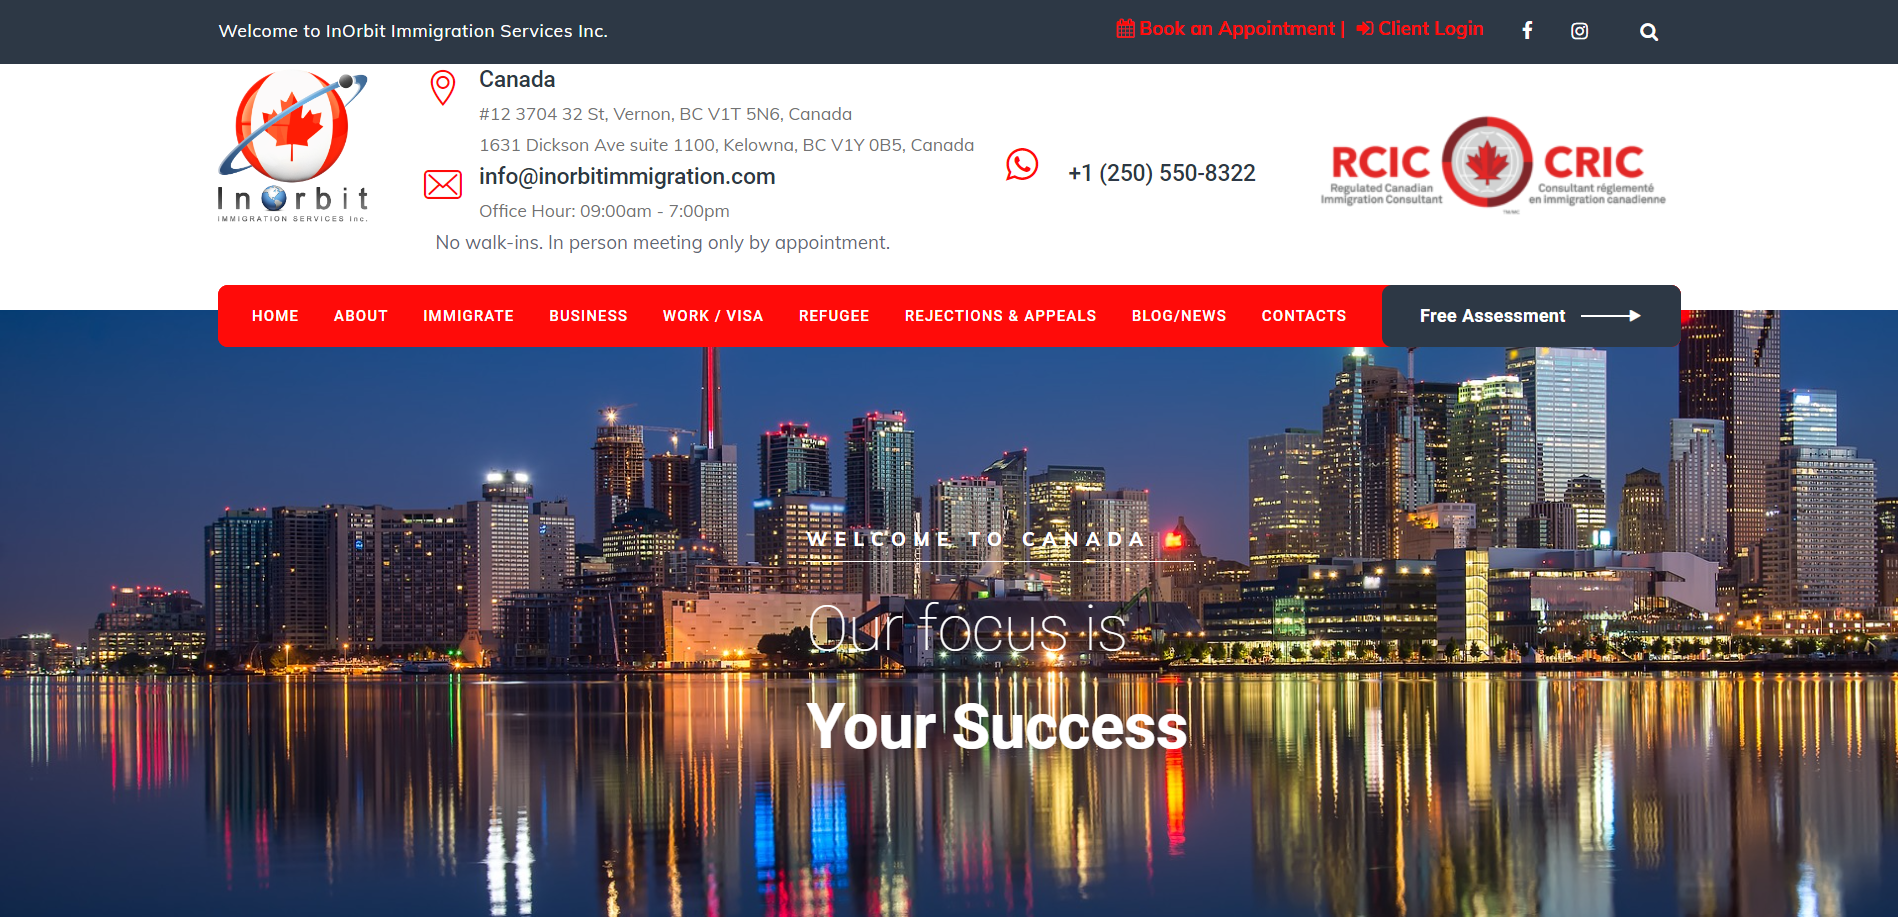 Welcome to InOrbit Immigration Services Inc.
Book an Appointment |
Client Login
InOrbit
IMMIGRATION SERVICES Inc.
Canada
#12 3704 32 St, Vernon, BC V1T 5N6, Canada
1631 Dickson Ave suite 1100, Kelowna, BC V1Y 0B5, Canada
info@inorbitimmigration.com
Office Hour: 09:00am - 7:00pm
No walk-ins. In person meeting only by appointment.
+1 (250) 550-8322
RCIC
Regulated Canadian
Immigration Consultant
CRIC
Consultant réglementé
en immigration canadienne
HOME
ABOUT
IMMIGRATE
BUSINESS
WORK / VISA
REFUGEE
REJECTIONS & APPEALS
BLOG/NEWS
CONTACTS
Free Assessment
WELCOME TO CANADA
Our focus is
Your Success